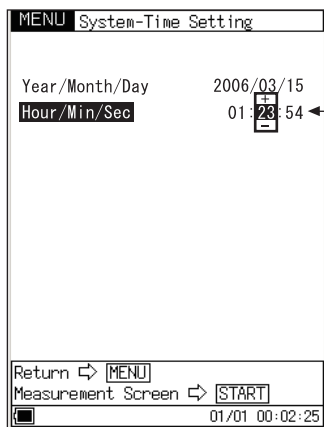 MENU System-Time Setting
Year/Month/Day 2006/03/15
+
Hour/Min/Sec 01:23:54
−
Return ⇨ MENU
Measurement Screen ⇨ START
01/01 00:02:25